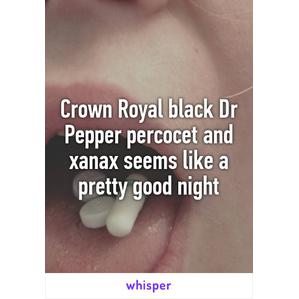 Crown Royal black Dr
Pepper percocet and
xanax seems like a
pretty good night
whisper